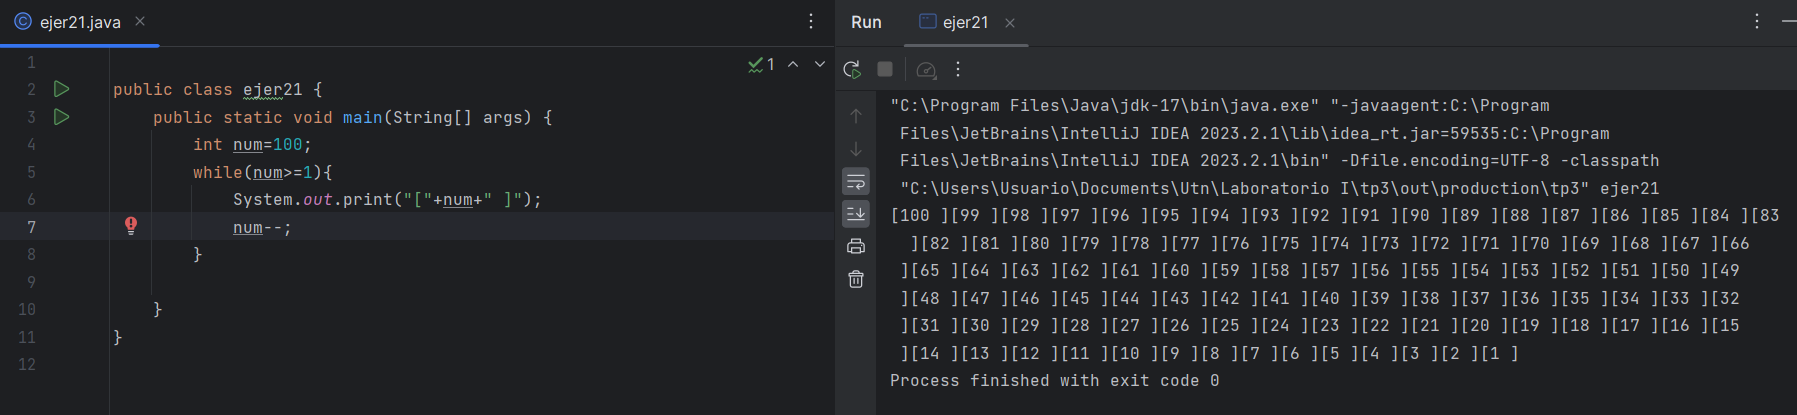 ejer21.java
1
1
2 public class ejer21 {
3 public static void main(String[] args) {
4 int num=100;
5 while(num>=1){
6 System.out.print("["+num+" ]");
7 num--;
8 }
9
10 }
11 }
12
Run ejer21
"C:\Program Files\Java\jdk-17\bin\java.exe" "-javaagent:C:\Program
Files\JetBrains\IntelliJ IDEA 2023.2.1\lib\idea_rt.jar=59535:C:\Program
Files\JetBrains\IntelliJ IDEA 2023.2.1\bin" -Dfile.encoding=UTF-8 -classpath
"C:\Users\Usuario\Documents\Utn\Laboratorio I\tp3\out\production\tp3" ejer21
[100 ][99 ][98 ][97 ][96 ][95 ][94 ][93 ][92 ][91 ][90 ][89 ][88 ][87 ][86 ][85 ][84 ][83
][82 ][81 ][80 ][79 ][78 ][77 ][76 ][75 ][74 ][73 ][72 ][71 ][70 ][69 ][68 ][67 ][66
][65 ][64 ][63 ][62 ][61 ][60 ][59 ][58 ][57 ][56 ][55 ][54 ][53 ][52 ][51 ][50 ][49
][48 ][47 ][46 ][45 ][44 ][43 ][42 ][41 ][40 ][39 ][38 ][37 ][36 ][35 ][34 ][33 ][32
][31 ][30 ][29 ][28 ][27 ][26 ][25 ][24 ][23 ][22 ][21 ][20 ][19 ][18 ][17 ][16 ][15
][14 ][13 ][12 ][11 ][10 ][9 ][8 ][7 ][6 ][5 ][4 ][3 ][2 ][1 ]
Process finished with exit code 0